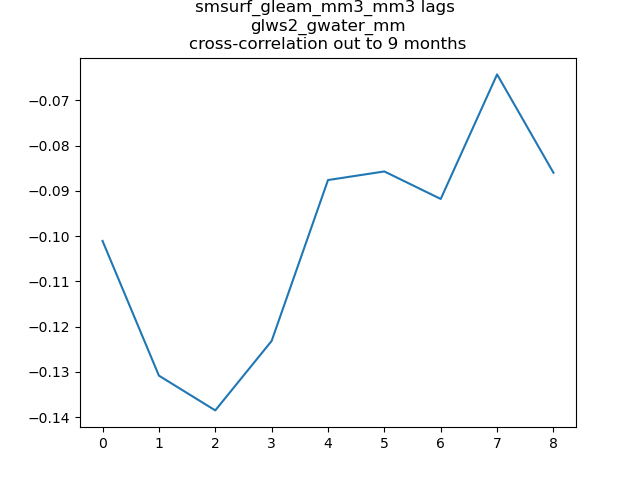 smsurf_gleam_mm3_mm3 lags
glws2_gwater_mm
cross-correlation out to 9 months
−0.07
−0.08
−0.09
−0.10
−0.11
−0.12
−0.13
−0.14
0 1 2 3 4 5 6 7 8